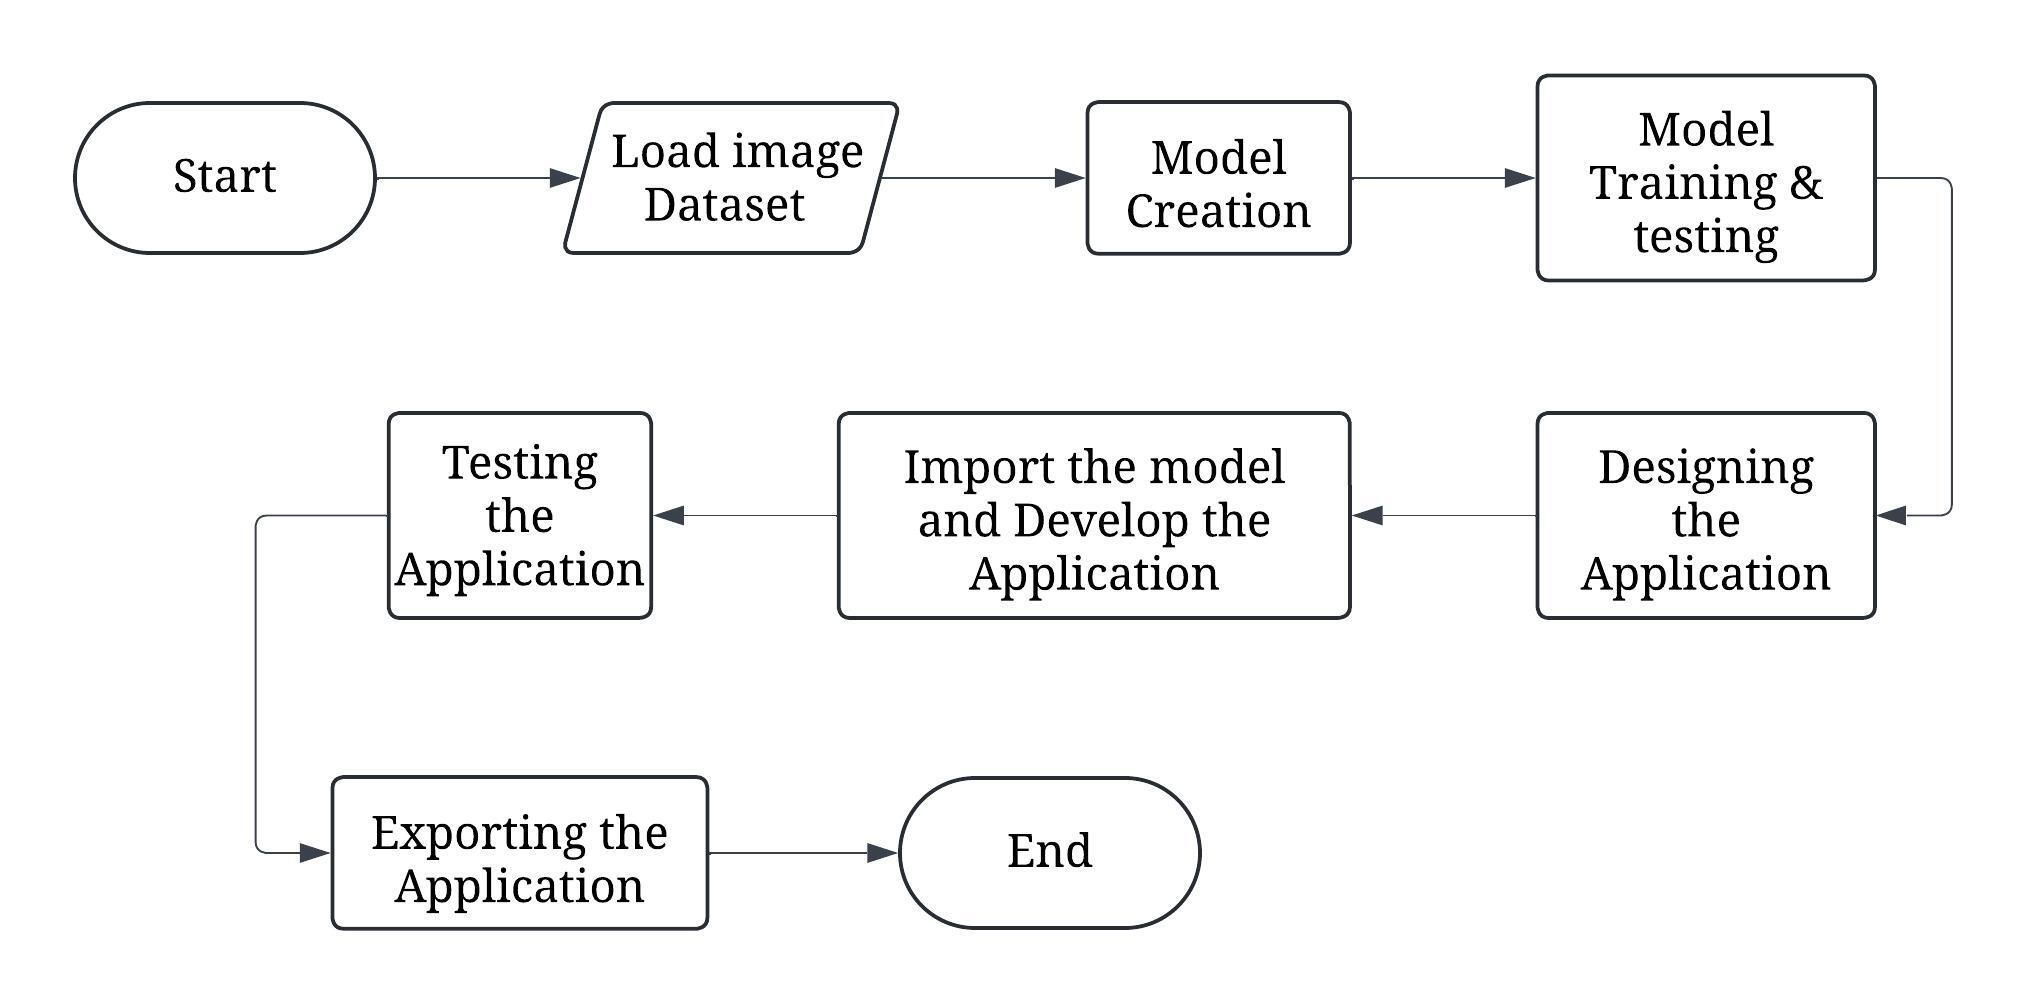 Start
Load image
Dataset
Model
Creation
Model
Training &
testing
Designing
the
Application
Import the model
and Develop the
Application
Testing
the
Application
Exporting the
Application
End